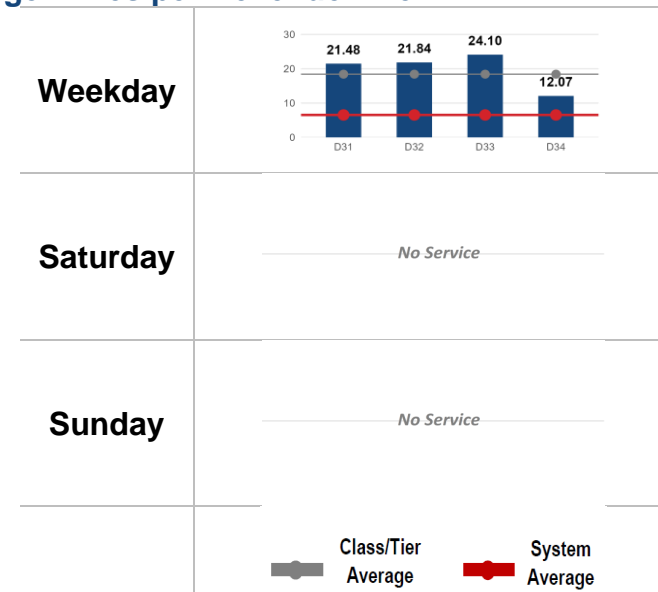 Weekday
30
20
10
0
21.48
21.84
24.10
12.07
D31
D32
D33
D34
Saturday
No Service
Sunday
No Service
Class/Tier
Average
System
Average